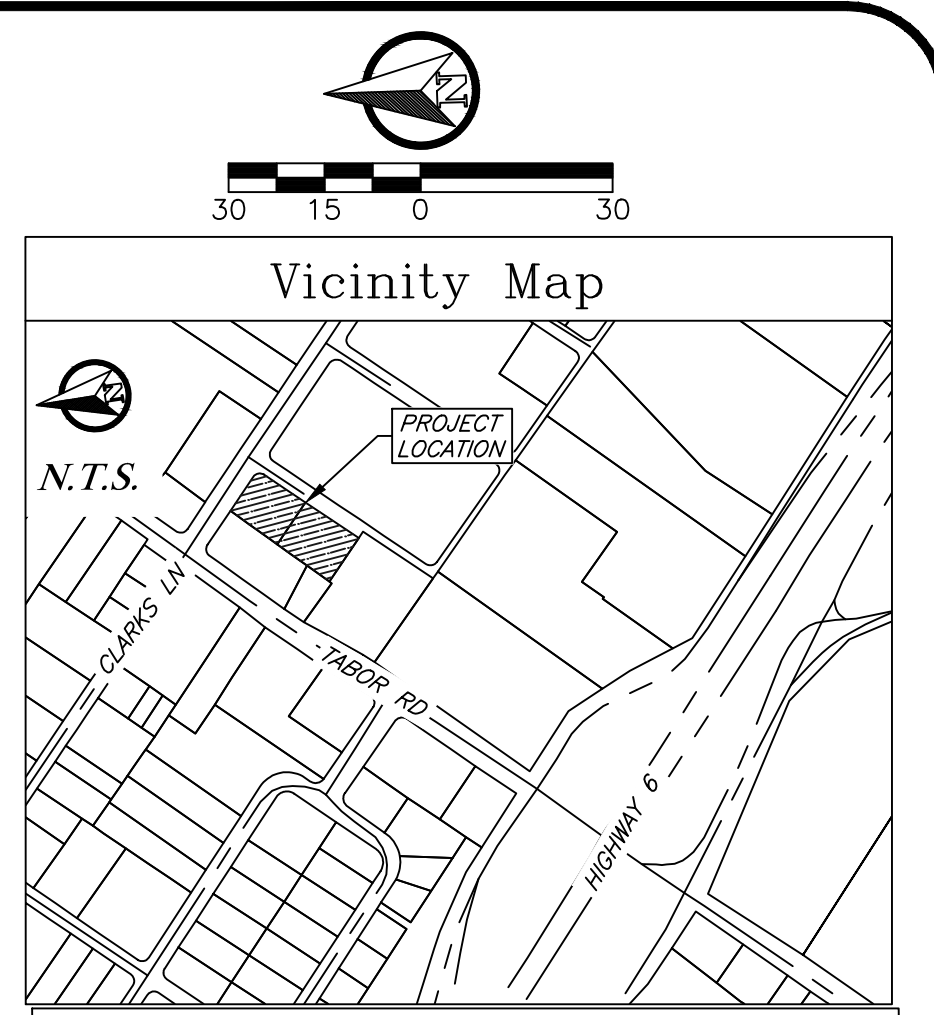 N
30 15 0 30
Vicinity Map
N
N.T.S.
PROJECT
LOCATION
CLARKS LN
TABOR RD
HIGHWAY 6